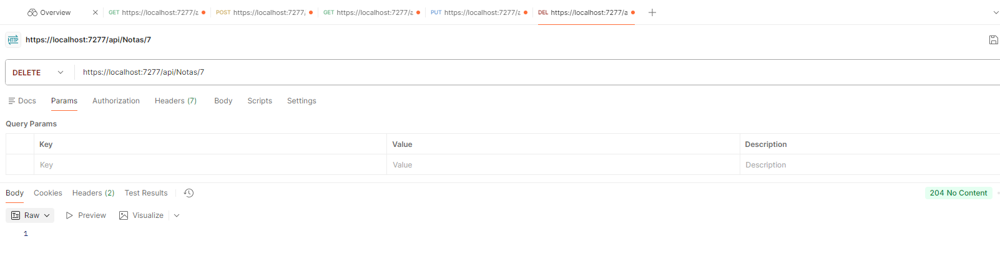 Overview GET https://localhost:7277/a POST https://localhost:7277/ GET https://localhost:7277/a PUT https://localhost:7277/a DEL https://localhost:7277/a
HTTP https://localhost:7277/api/Notas/7
DELETE https://localhost:7277/api/Notas/7
Docs Params Authorization Headers (7) Body Scripts Settings
Query Params
Key Value Description
Key Value Description
Body Cookies Headers (2) Test Results 204 No Content
Raw Preview Visualize
1